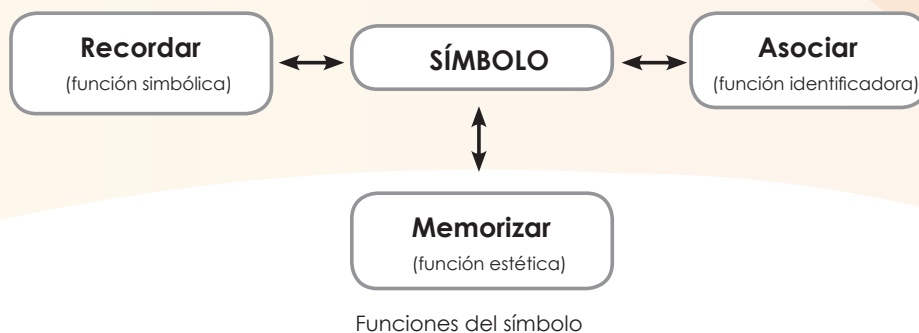 Recordar
(función simbólica)
SÍMBOLO
Asociar
(función identificadora)
Memorizar
(función estética)
Funciones del símbolo